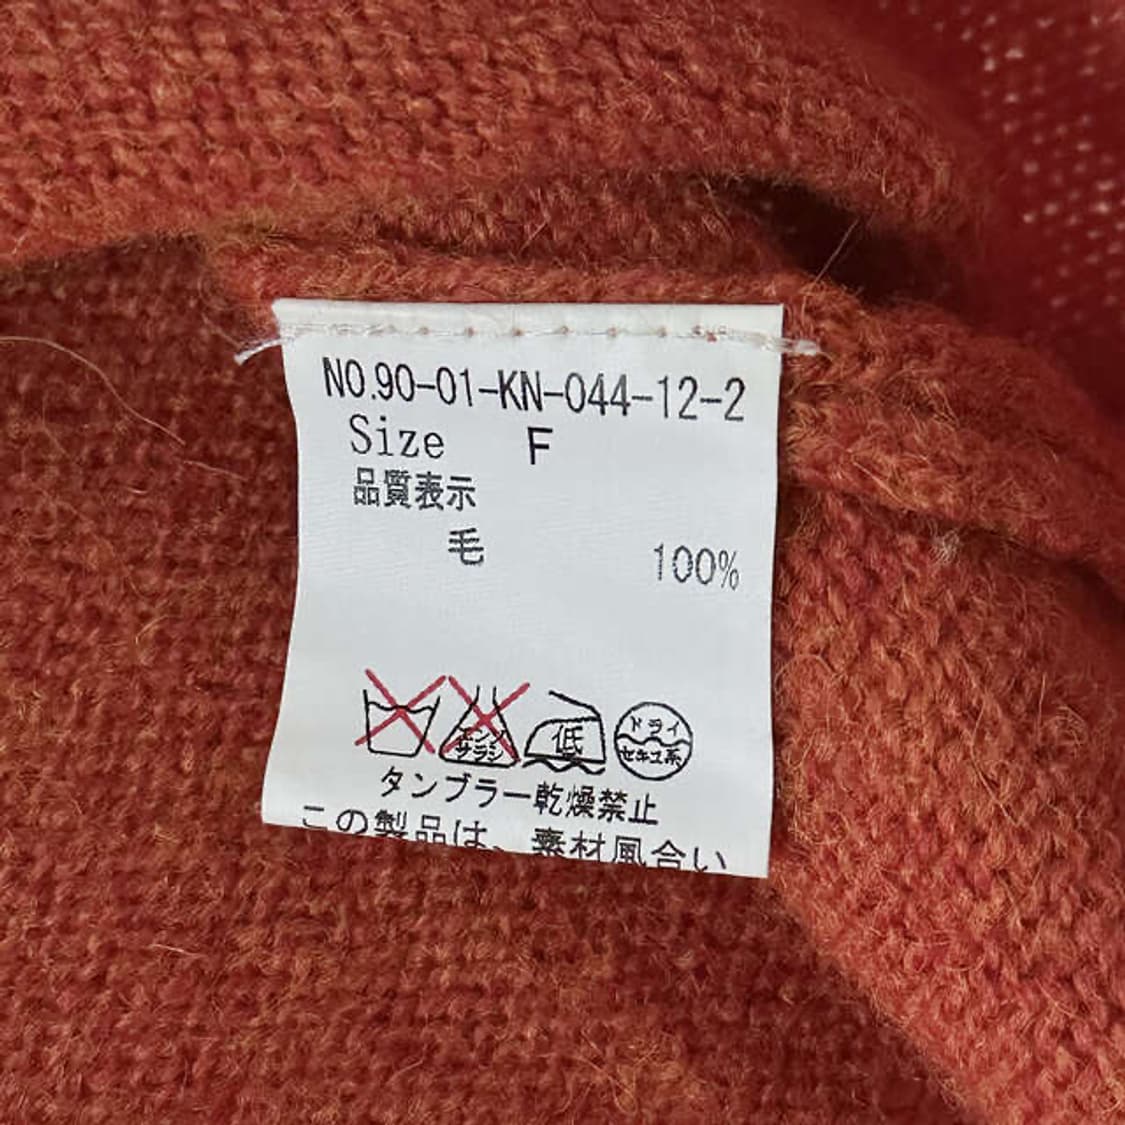 NO.90-01-KN-044-12-2
Size F
品質表示
毛 100%
エンソ
サラシ
低
ドライ
セキユ系
タンブラー乾燥禁止
この製品は、素材風合い